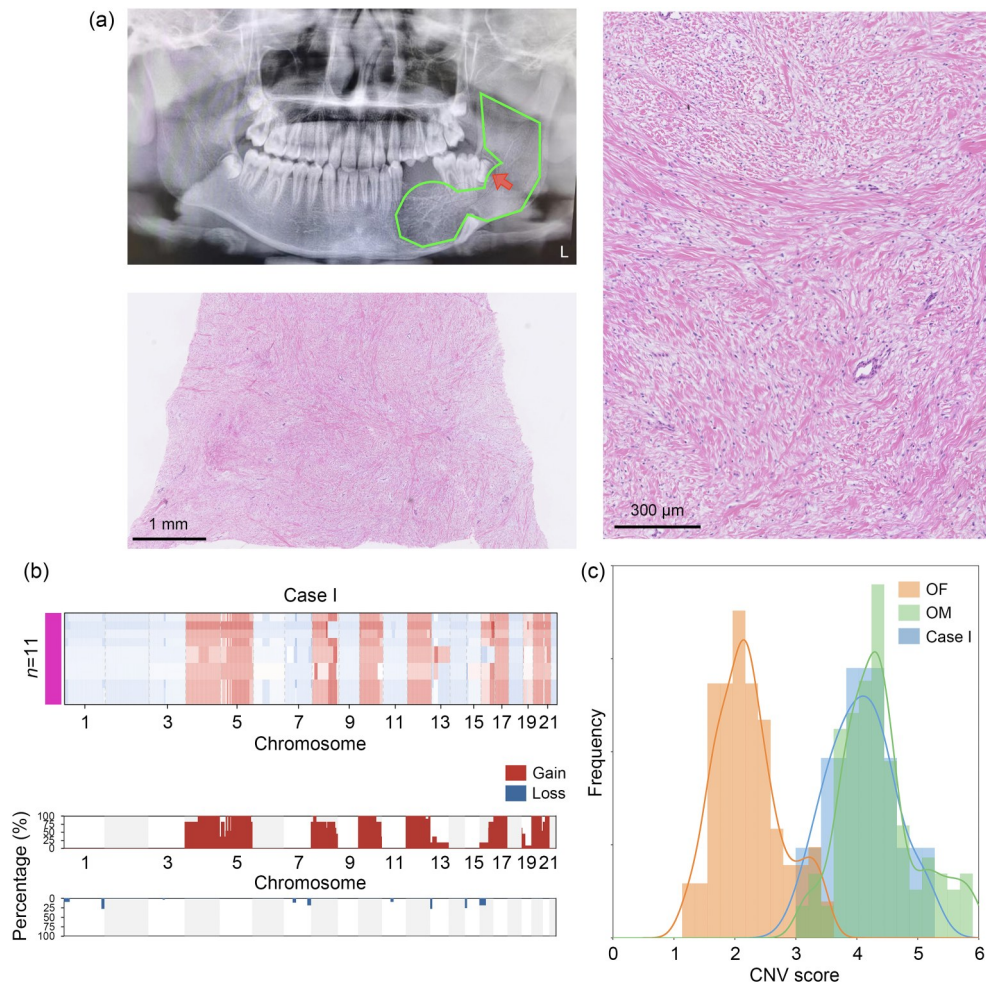 (a)
L
1 mm
300 μm
(b)
Case I
n=11
1 3 5 7 9 11 13 15 17 19 21
Chromosome
Gain
Loss
Percentage (%)
100
75
50
25
0
1 3 5 7 9 11 13 15 17 19 21
Chromosome
0
25
50
75
100
(c)
OF
OM
Case I
Frequency
0 1 2 3 4 5 6
CNV score